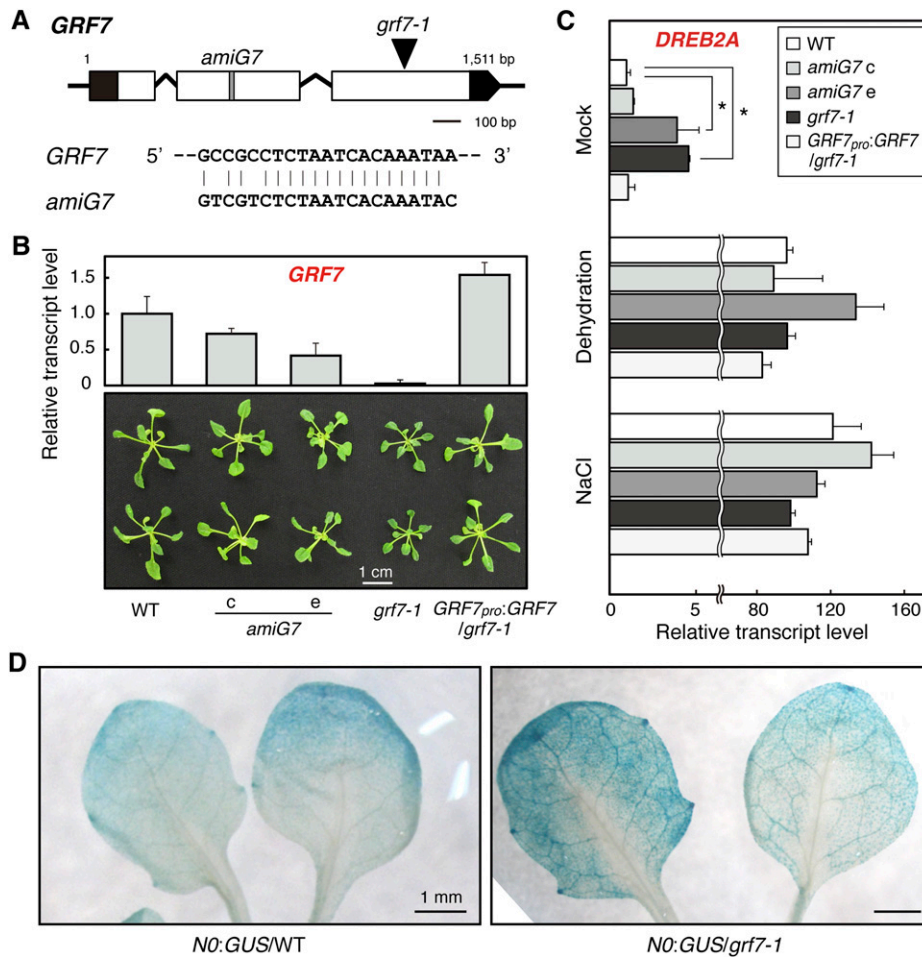 A
GRF7
grf7-1
1
amiG7
1,511 bp
100 bp
GRF7 5’ --GCCGCCTCTAATCACAAATAA-- 3’
amiG7 GTCGTCTCTAATCACAAATAC
B
Relative transcript level
GRF7
1.5
1.0
0.5
0
1 cm
WT
c e
amiG7
grf7-1
GRF7pro:GRF7
/grf7-1
C
DREB2A
WT
amiG7 c
amiG7 e
grf7-1
GRF7pro:GRF7
/grf7-1
Mock
*
*
Dehydration
NaCl
0 5 80 120 160
Relative transcript level
D
1 mm
N0:GUS/WT
N0:GUS/grf7-1